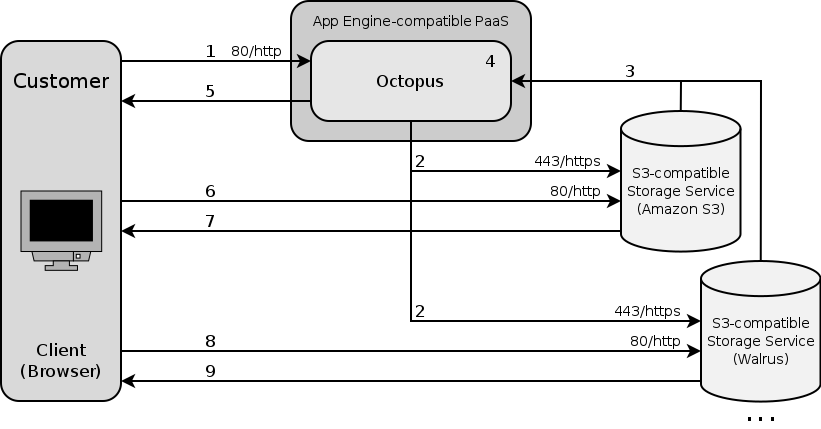 App Engine-compatible PaaS
1 80/http
4
3
Customer
Octopus
5
2
443/https
S3-compatible
Storage Service
(Amazon S3)
6
80/http
7
2
443/https
S3-compatible
Storage Service
(Walrus)
8
80/http
Client
(Browser)
9
...